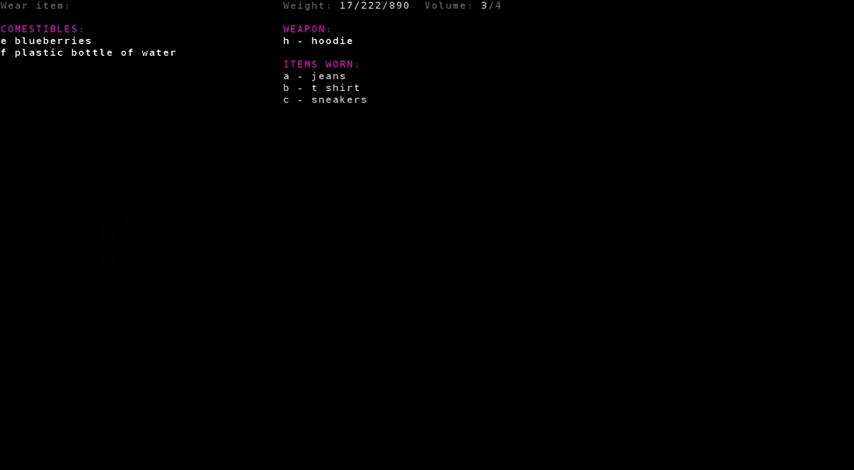 Wear item:
Weight: 17/222/890 Volume: 3/4
COMESTIBLES:
e blueberries
f plastic bottle of water
WEAPON:
h - hoodie
ITEMS WORN:
a - jeans
b - t shirt
c - sneakers